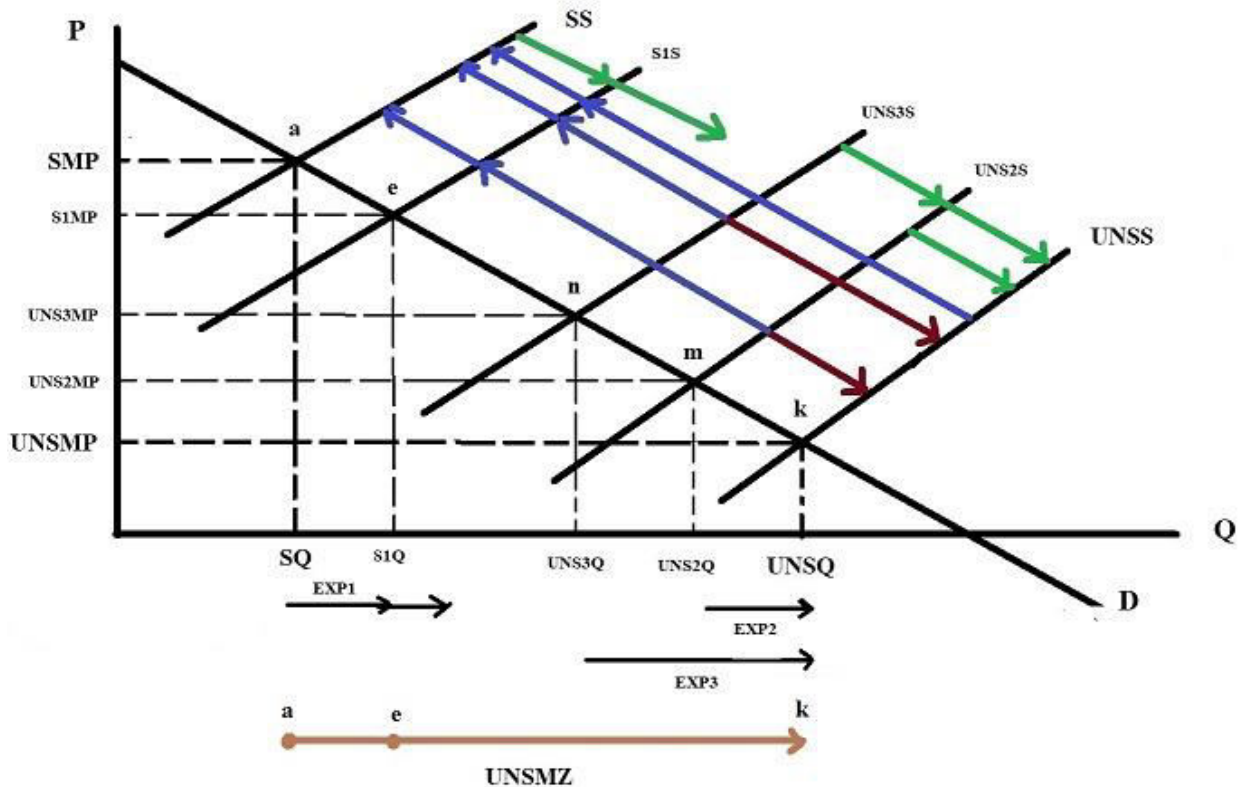 P
SS
S1S
UNS3S
UNS2S
UNSS
a
SMP
e
S1MP
n
UNS3MP
m
UNS2MP
k
UNSMP
Q
SQ
S1Q
UNS3Q
UNS2Q
UNSQ
D
EXP1
EXP2
EXP3
a
e
k
UNSMZ